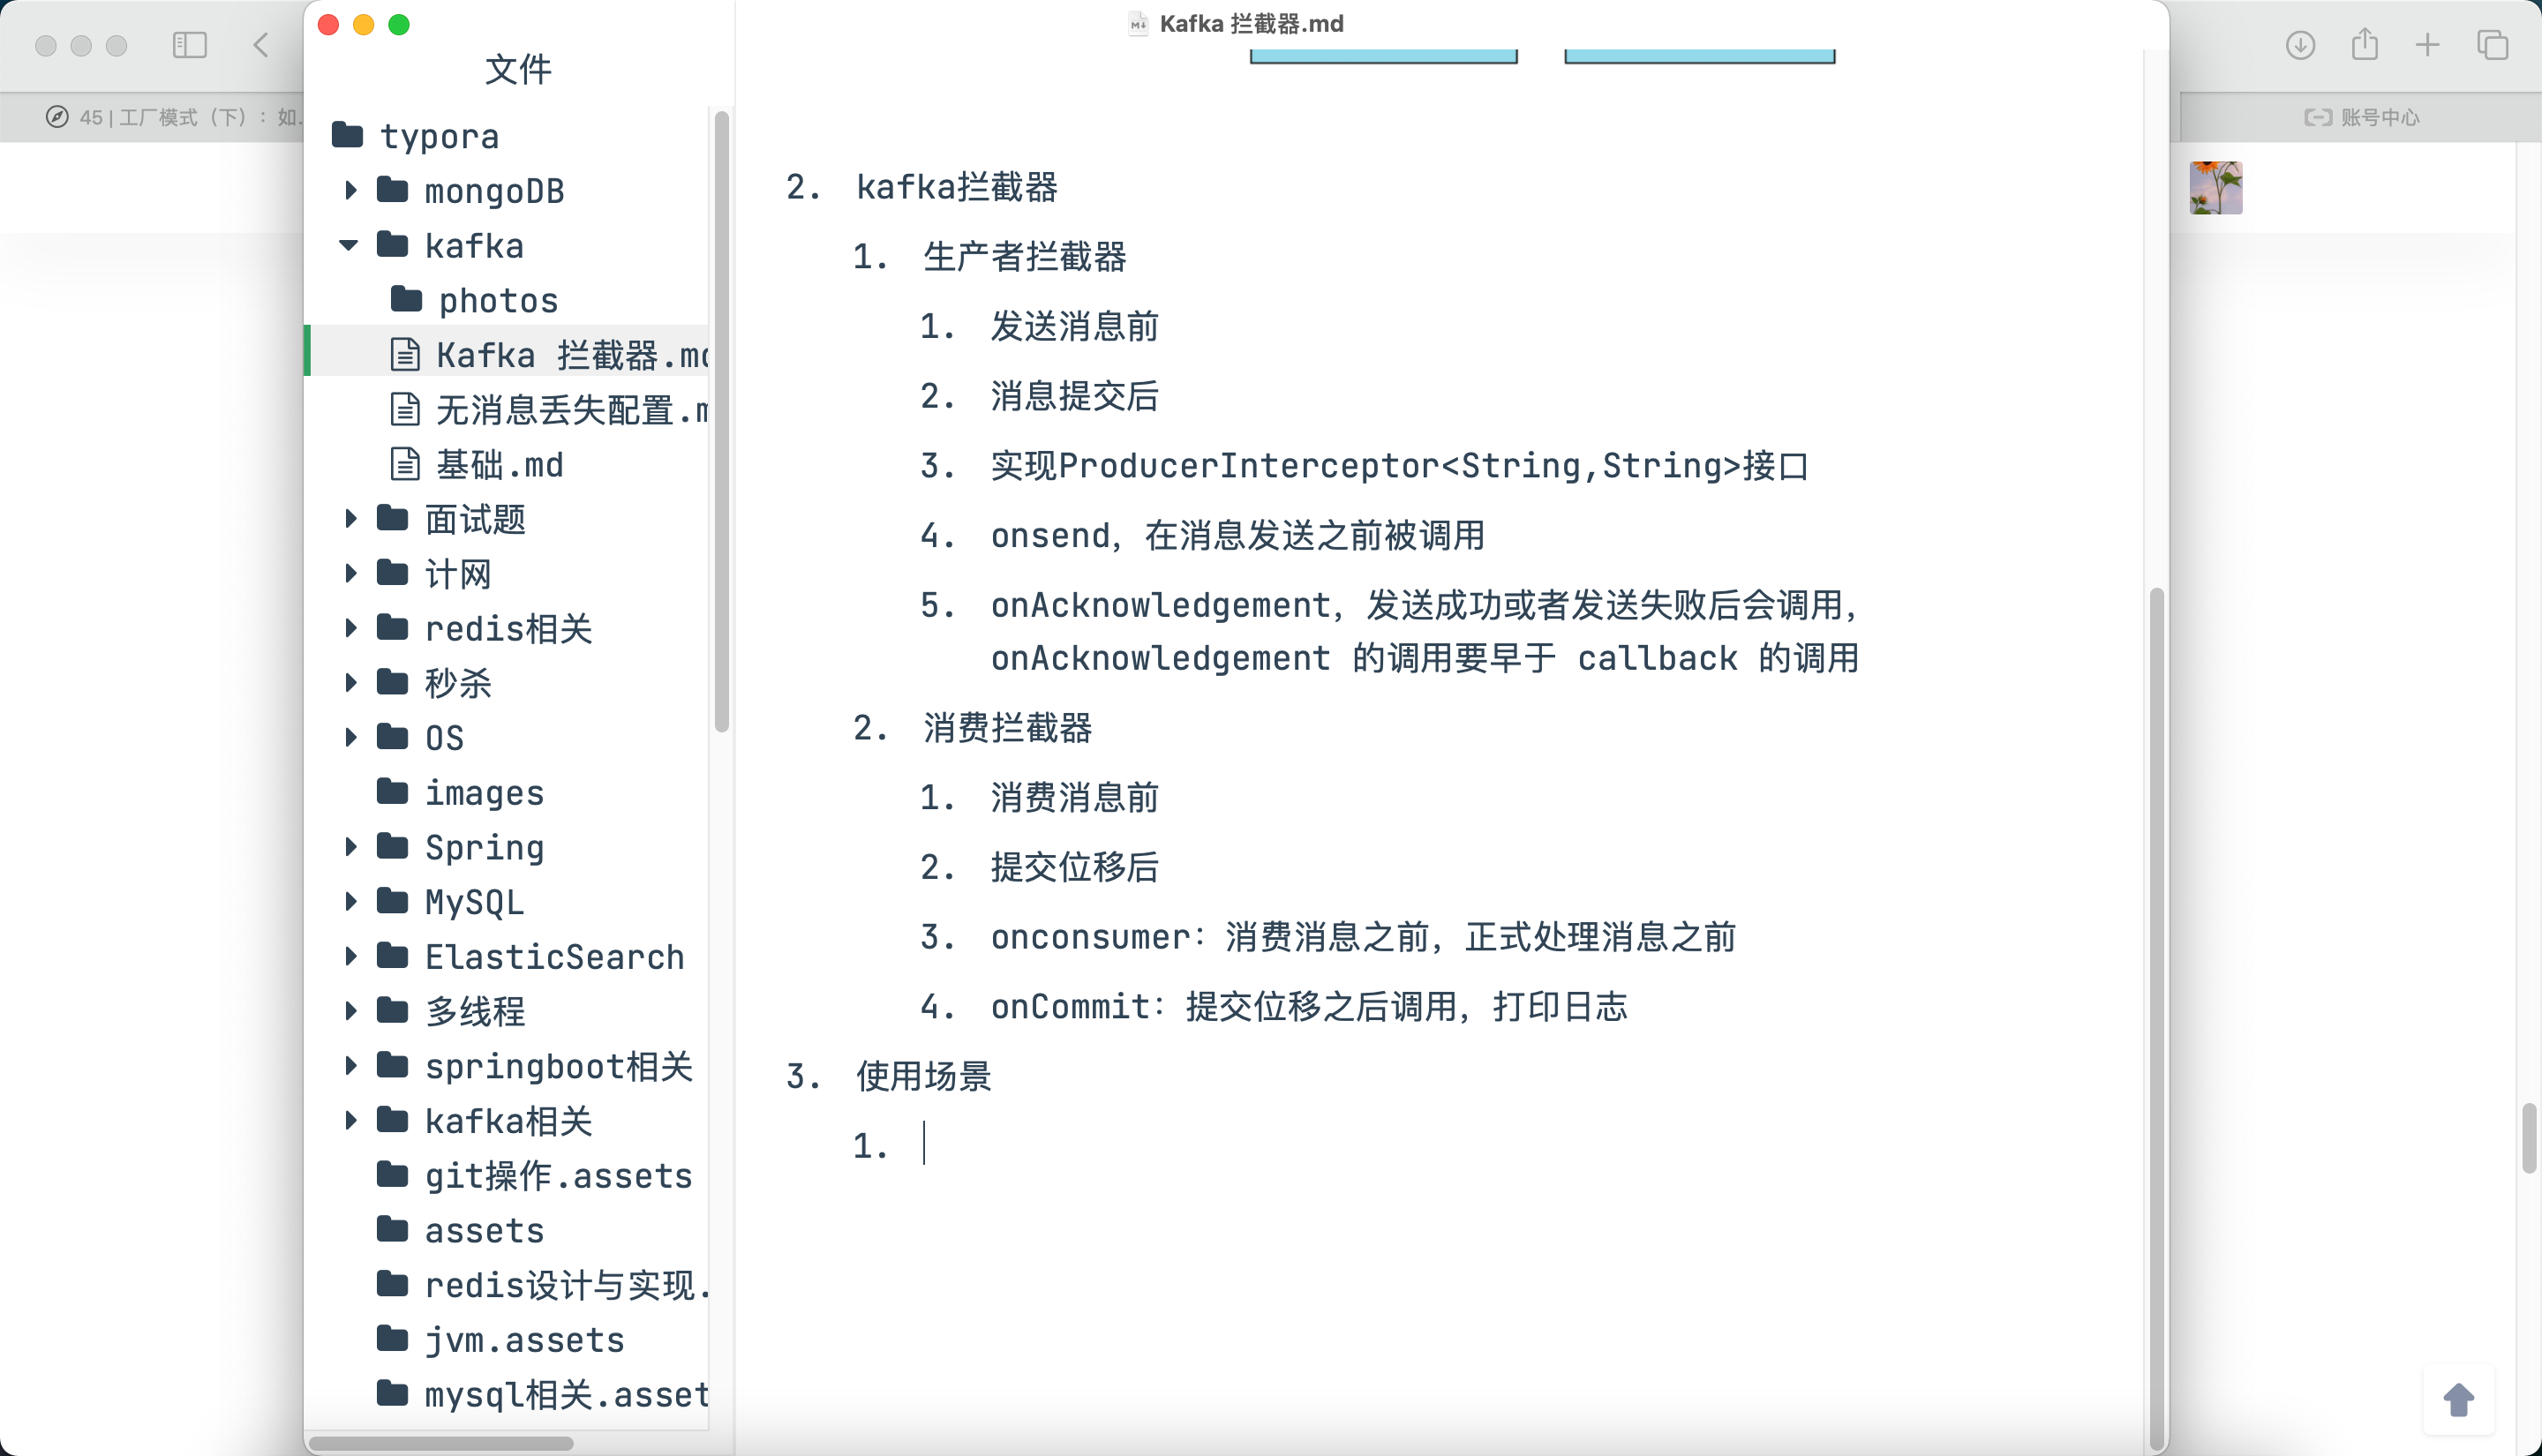 Kafka 拦截器.md
45 | 工厂模式（下）：如.
账号中心
文件
typora
mongoDB
kafka
photos
Kafka 拦截器.md
无消息丢失配置.m
基础.md
面试题
计网
redis相关
秒杀
OS
images
Spring
MySQL
ElasticSearch
多线程
springboot相关
kafka相关
git操作.assets
assets
redis设计与实现.
jvm.assets
mysql相关.asset
2. kafka拦截器
1. 生产者拦截器
1. 发送消息前
2. 消息提交后
3. 实现ProducerInterceptor<String,String>接口
4. onsend，在消息发送之前被调用
5. onAcknowledgement，发送成功或者发送失败后会调用，
onAcknowledgement 的调用要早于 callback 的调用
2. 消费拦截器
1. 消费消息前
2. 提交位移后
3. onconsumer：消费消息之前，正式处理消息之前
4. onCommit：提交位移之后调用，打印日志
3. 使用场景
1.